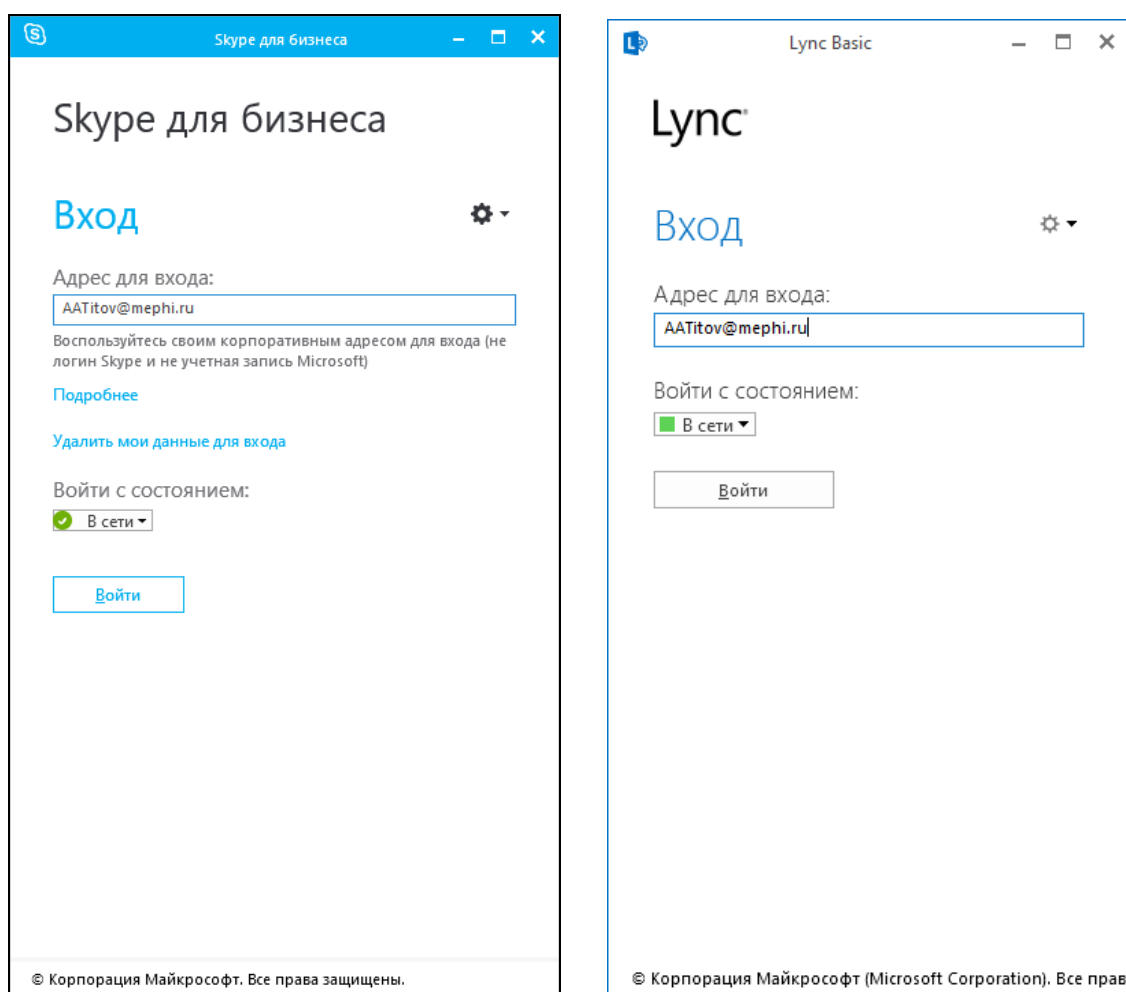 Skype для бизнеса
Skype для бизнеса
Вход
Адрес для входа:
AATitov@mephi.ru
Воспользуйтесь своим корпоративным адресом для входа (не
логин Skype и не учетная запись Microsoft)
Подробнее
Удалить мои данные для входа
Войти с состоянием:
В сети
Войти
© Корпорация Майкрософт. Все права защищены.
Lync Basic
Lync
Вход
Адрес для входа:
AATitov@mephi.ru
Войти с состоянием:
В сети
Войти
© Корпорация Майкрософт (Microsoft Corporation). Все прав